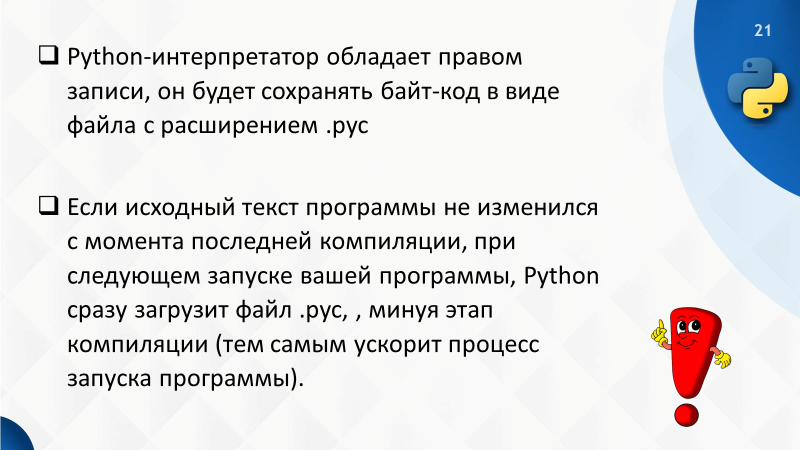 21
❑ Python-интерпретатор обладает правом
записи, он будет сохранять байт-код в виде
файла с расширением .pyc
❑ Если исходный текст программы не изменился
с момента последней компиляции, при
следующем запуске вашей программы, Python
сразу загрузит файл .pyc, , минуя этап
компиляции (тем самым ускорит процесс
запуска программы).